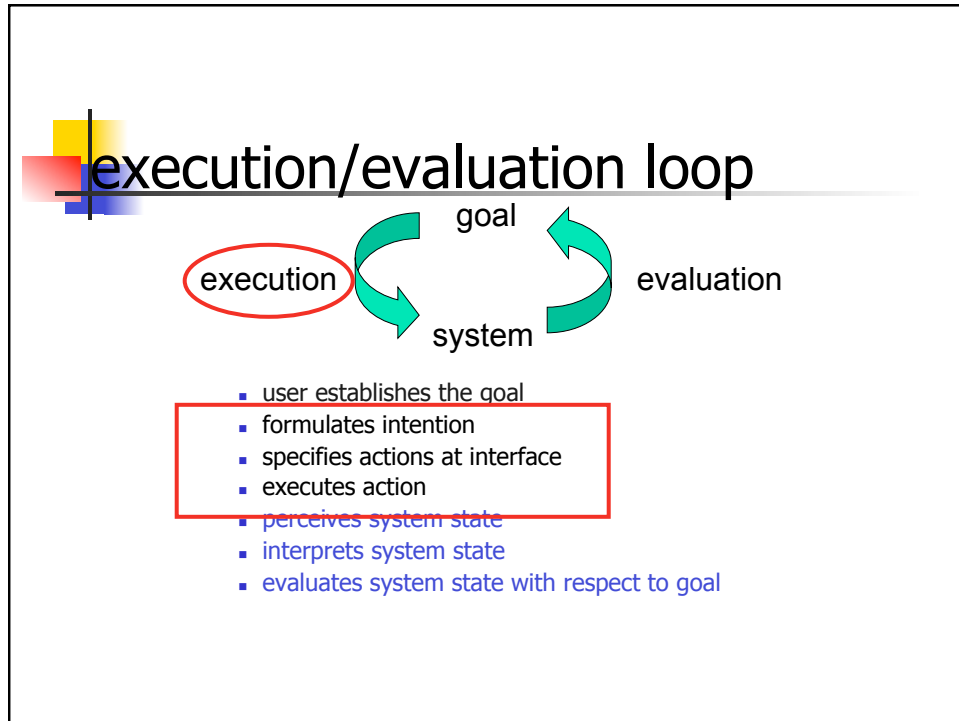 execution/evaluation loop
goal
execution
evaluation
system
user establishes the goal
formulates intention
specifies actions at interface
executes action
perceives system state
interprets system state
evaluates system state with respect to goal